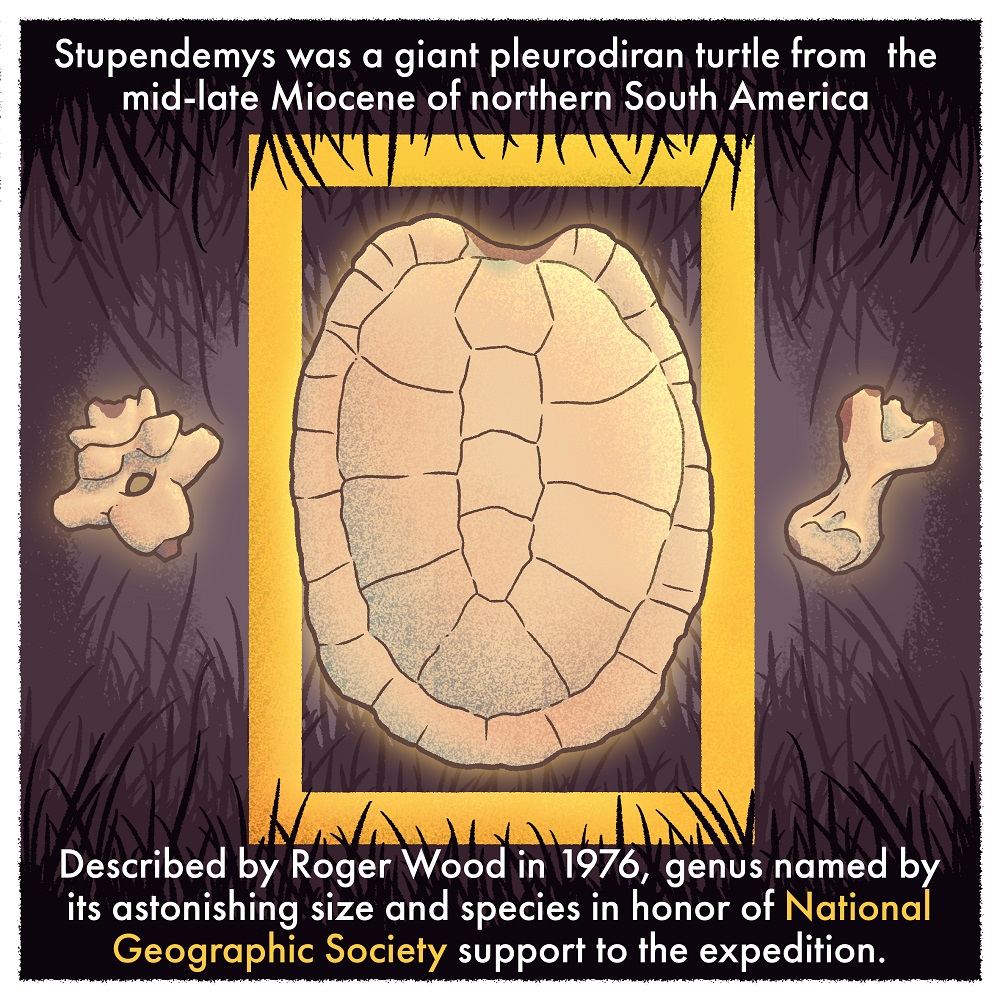 Stupendemys was a giant pleurodiran turtle from the
mid-late Miocene of northern South America
Described by Roger Wood in 1976, genus named by
its astonishing size and species in honor of National
Geographic Society support to the expedition.